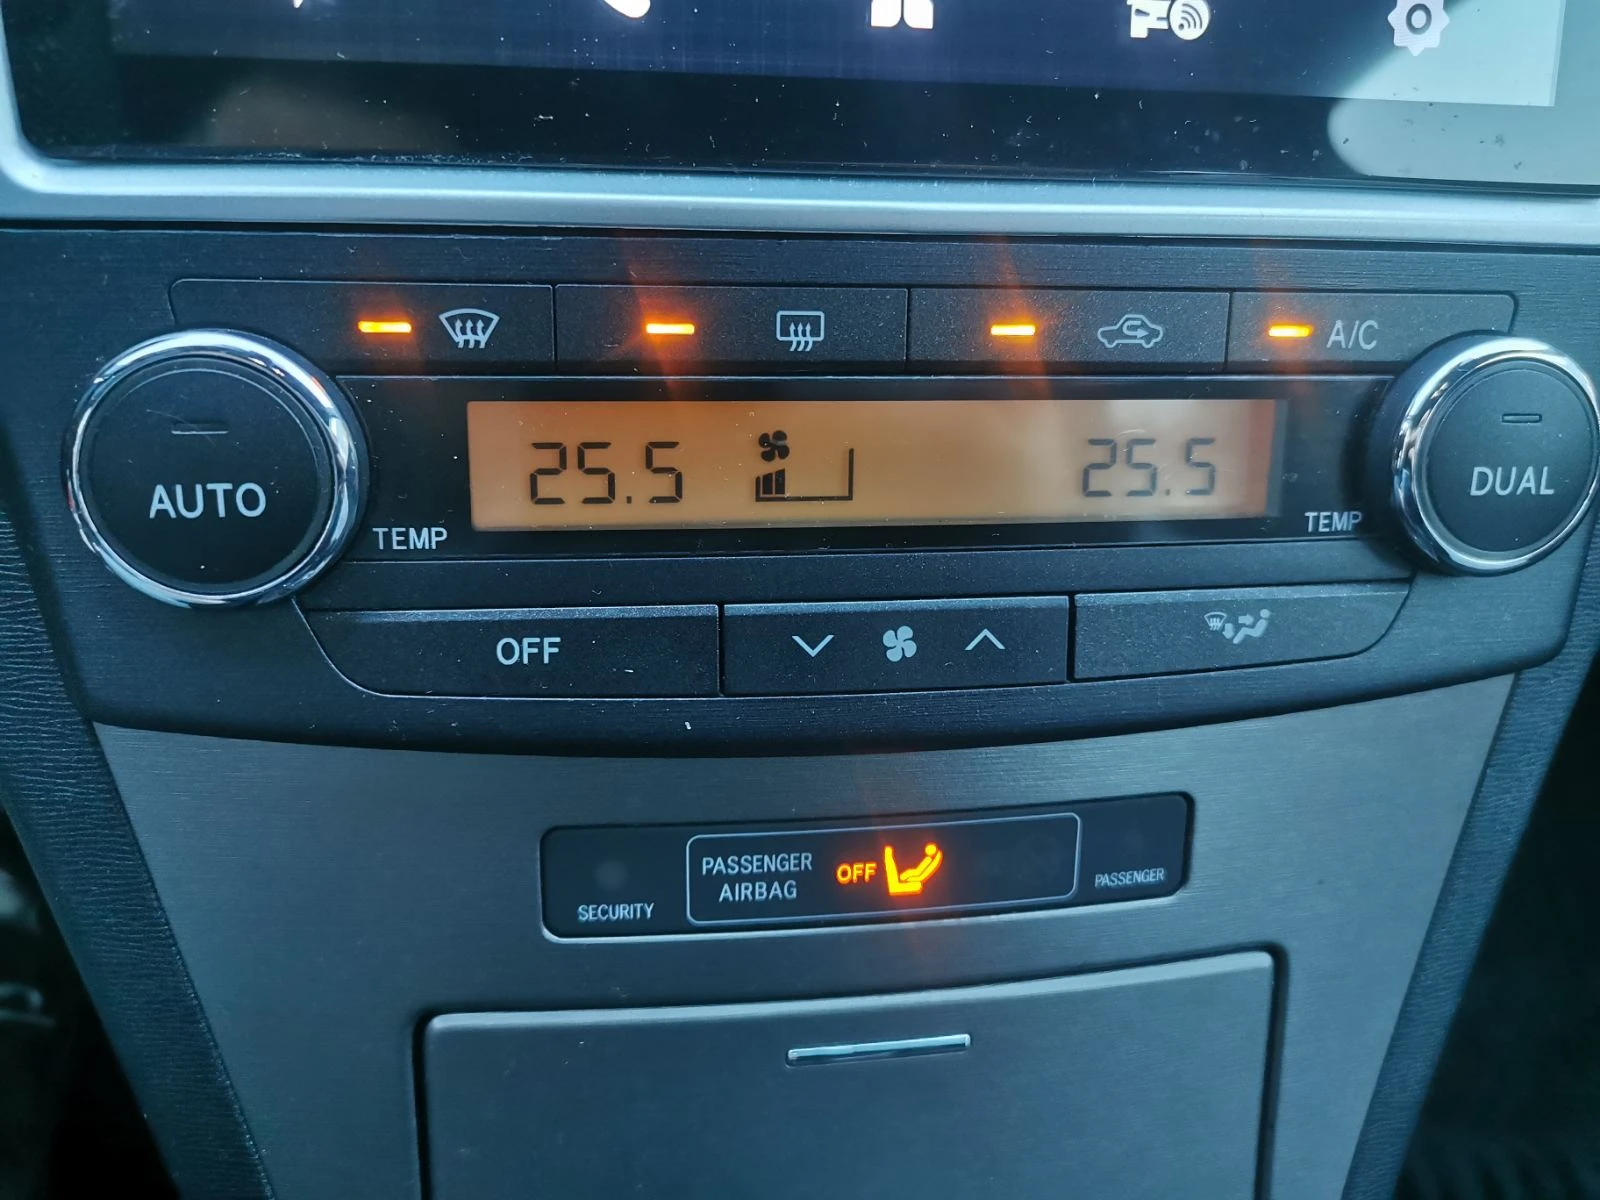 A/C
AUTO
25.5
25.5
DUAL
TEMP
TEMP
OFF
PASSENGER
AIRBAG
OFF
SECURITY
PASSENGER